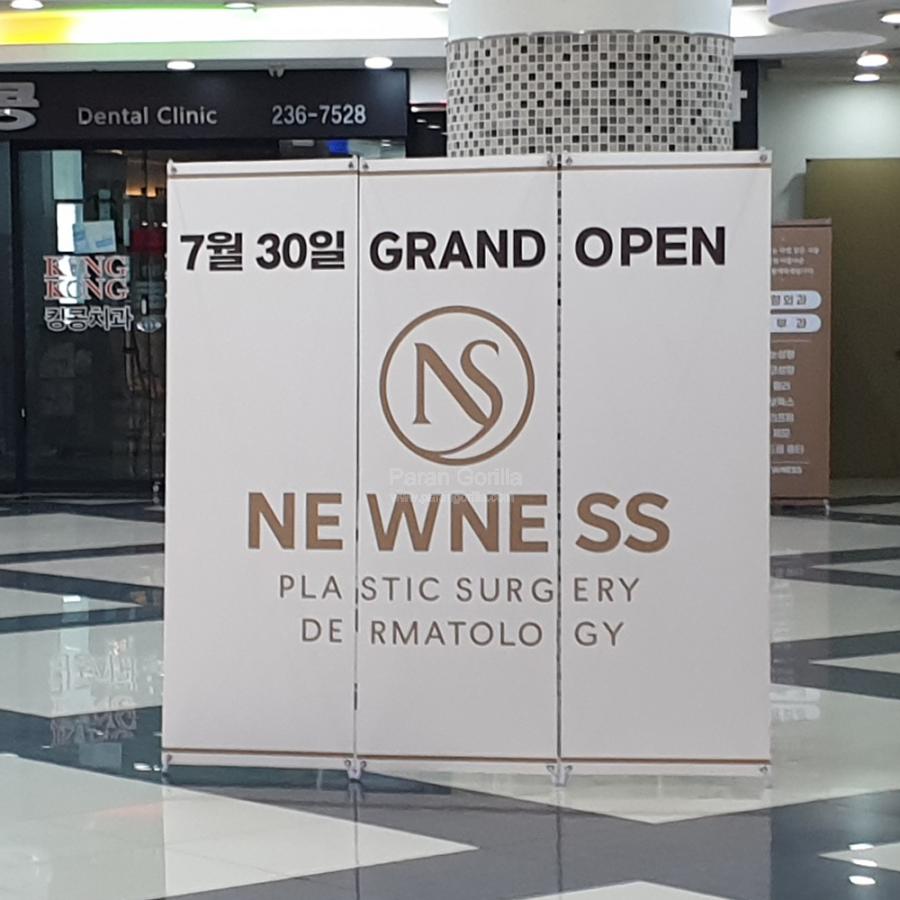 Dental Clinic 236-7528
KING
KONG
킹콩치과
7월 30일 GRAND OPEN
NS
Paran Gorilla
NEWNESS
PLASTIC SURGERY
DERMATOLOGY